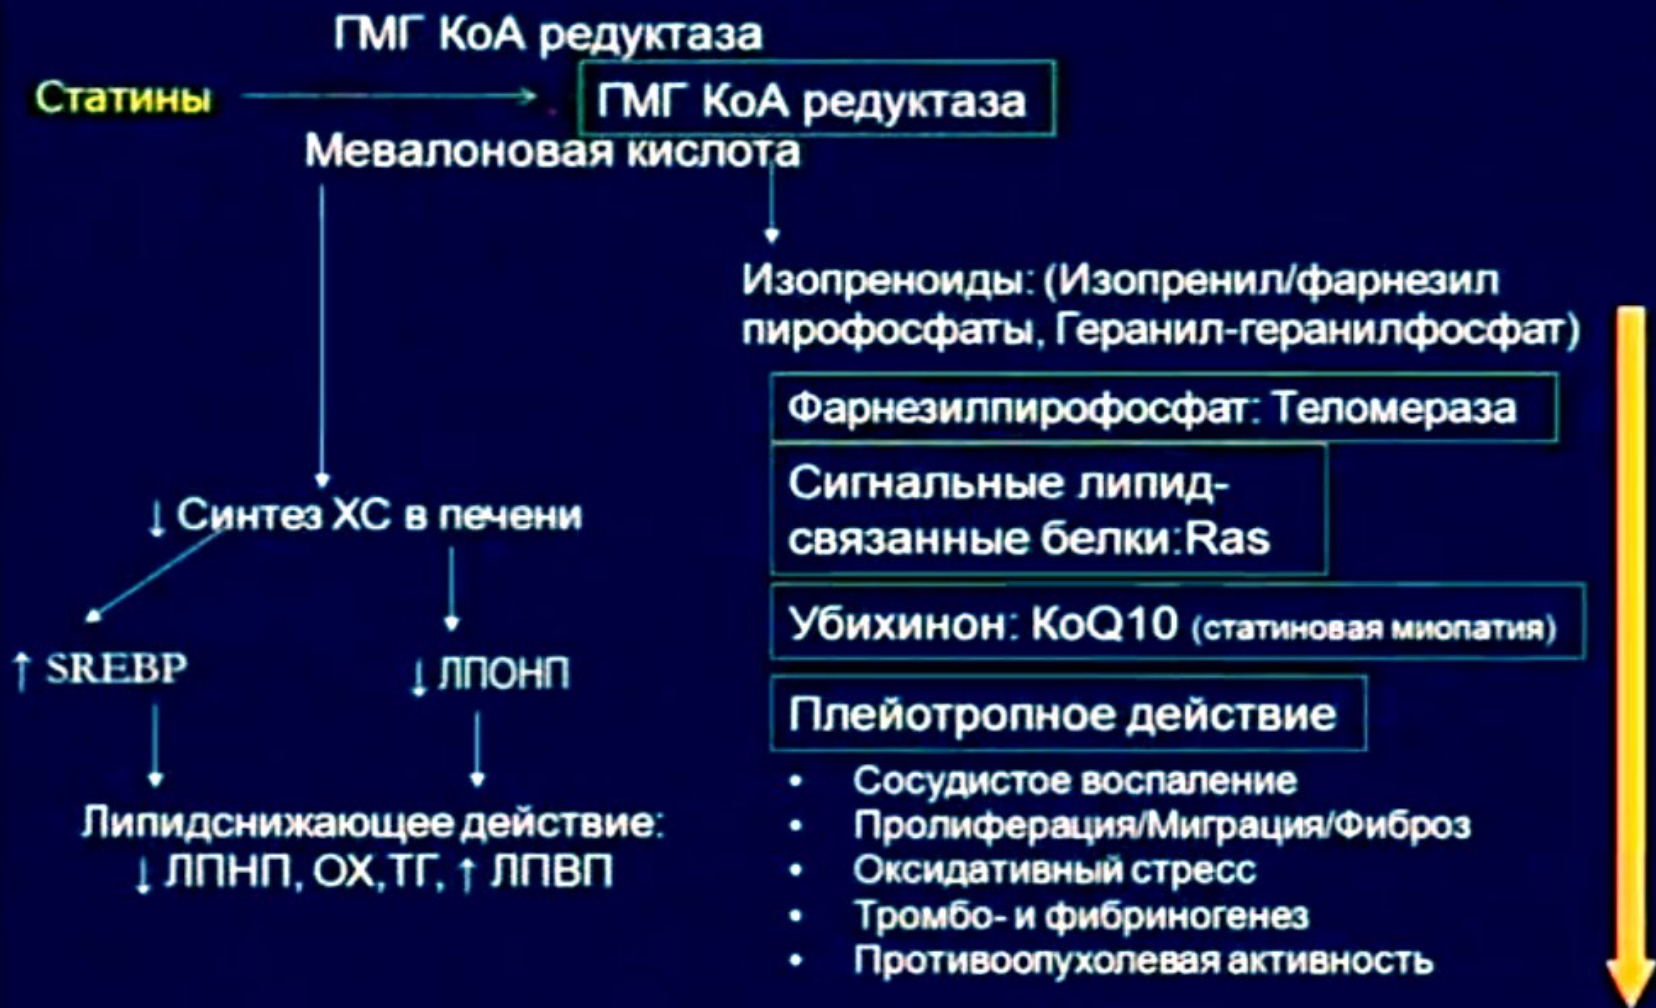 ГМГ КоА редуктаза
Статины
ГМГ КоА редуктаза
Мевалоновая кислота
Изопреноиды: (Изопренил/фарнезил
пирофосфаты, Геранил-геранилфосфат)
Фарнезилпирофосфат: Теломераза
Сигнальные липид-
связанные белки:Ras
Убихинон: КоQ10 (статиновая миопатия)
Плейотропное действие
• Сосудистое воспаление
• Пролиферация/Миграция/Фиброз
• Оксидативный стресс
• Тромбо- и фибриногенез
• Противоопухолевая активность
↓ Синтез ХС в печени
↑ SREBP
↓ ЛПОНП
Липидснижающее действие:
↓ ЛПНП, ОХ,ТГ, ↑ ЛПВП